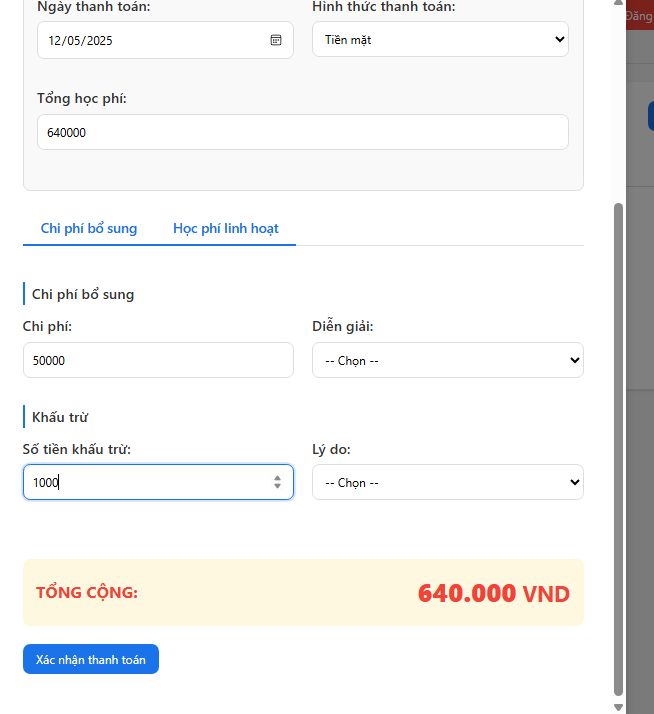 Ngày thanh toán: Hình thức thanh toán:
Đăng
12/05/2025 Tiền mặt
Tổng học phí:
640000
Chi phí bổ sung Học phí linh hoạt
Chi phí bổ sung
Chi phí: Diễn giải:
50000 -- Chọn --
Khấu trừ
Số tiền khấu trừ: Lý do:
1000 -- Chọn --
TỔNG CỘNG: 640.000 VND
Xác nhận thanh toán